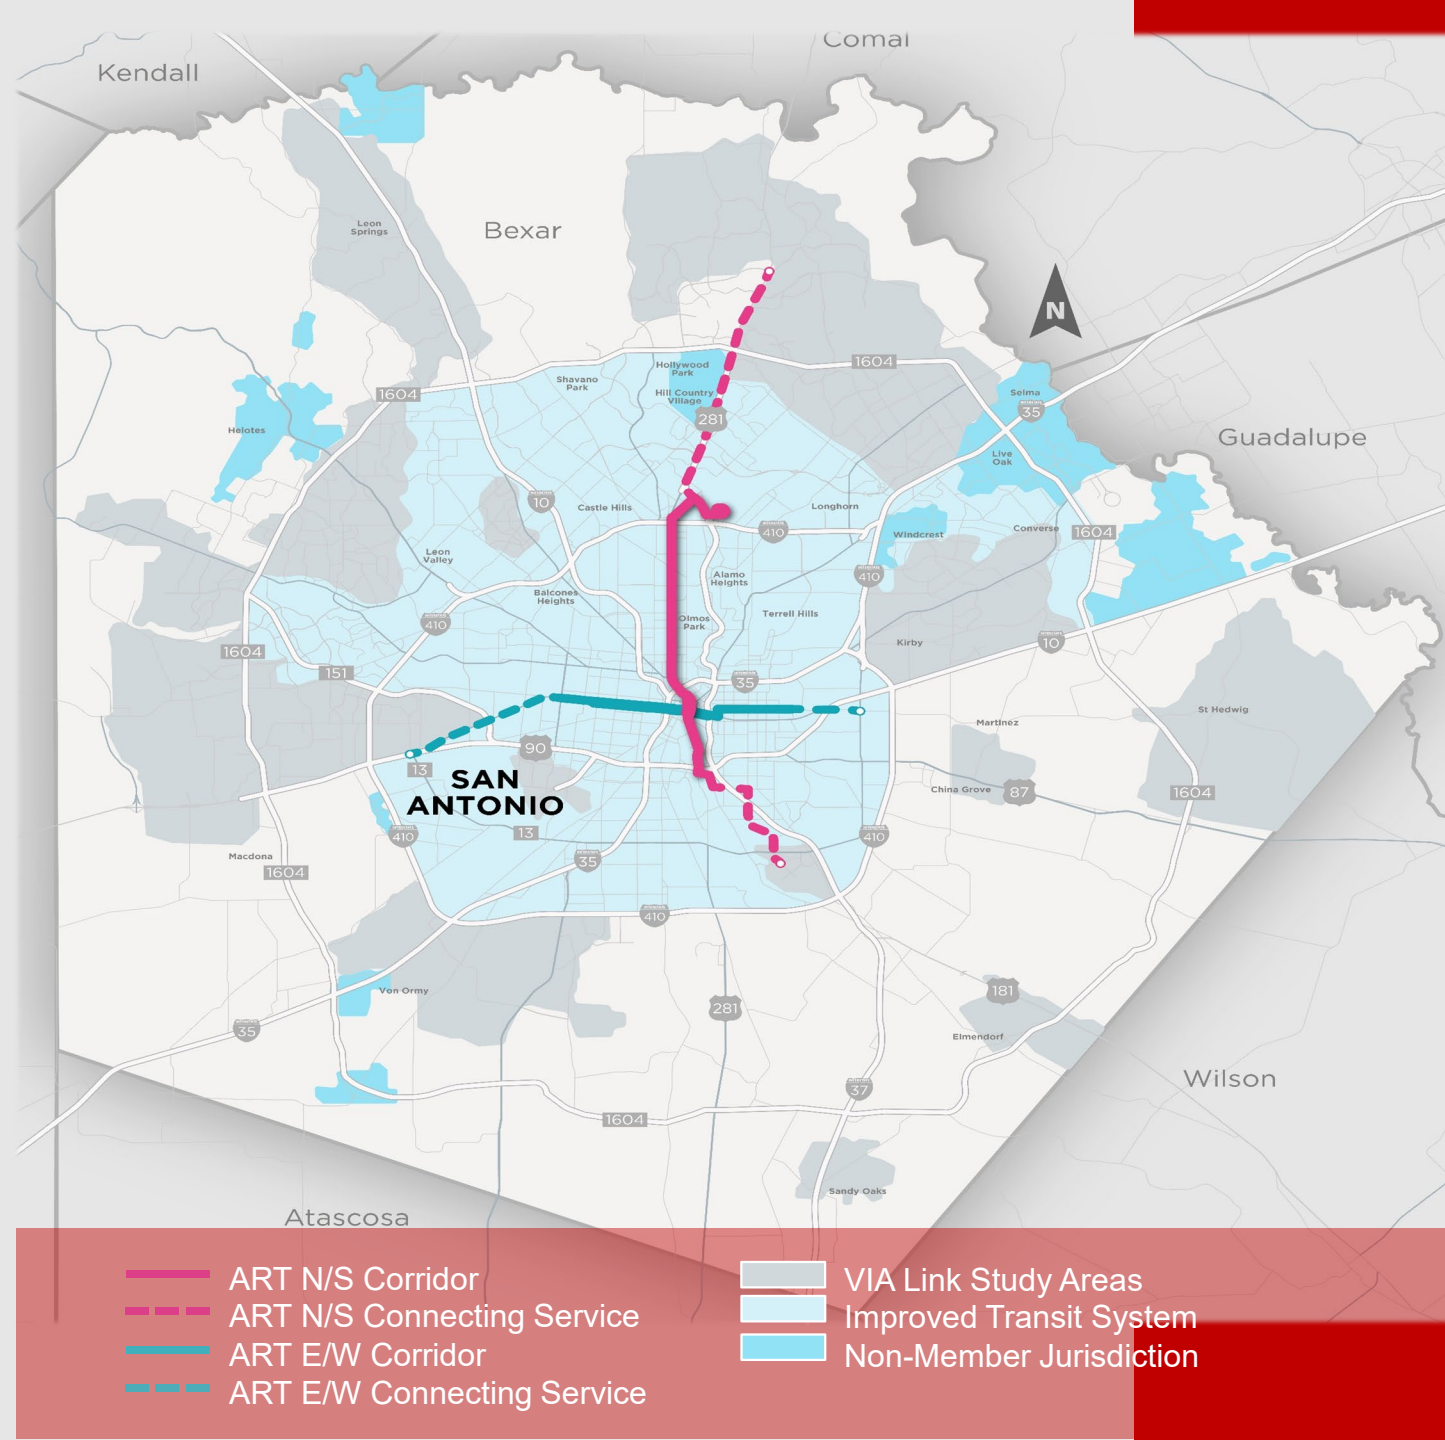 Comal
Kendall
Leon
Springs
Bexar
N
1604
Hollywood
Park
Shavano
Park
Hill Country
Village
1604
Selma
35
281
Helotes
Guadalupe
Live
Oak
10
Castle Hills
Longhorn
410
Windcrest
Converse
1604
Leon
Valley
Alamo
Heights
410
Balcones
Heights
Terrell Hills
Olmos
Park
410
Kirby
10
1604
151
35
St Hedwig
Martinez
90
13
SAN
ANTONIO
China Grove
87
1604
13
410
410
Macdona
35
1604
410
Von Ormy
181
281
35
Elmendorf
Wilson
37
1604
Sandy Oaks
Atascosa
ART N/S Corridor
ART N/S Connecting Service
ART E/W Corridor
ART E/W Connecting Service
VIA Link Study Areas
Improved Transit System
Non-Member Jurisdiction